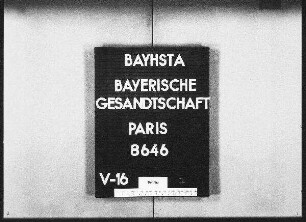 BAYHSTA
BAYERISCHE
GESANDTSCHAFT
PARIS
8646
V-16